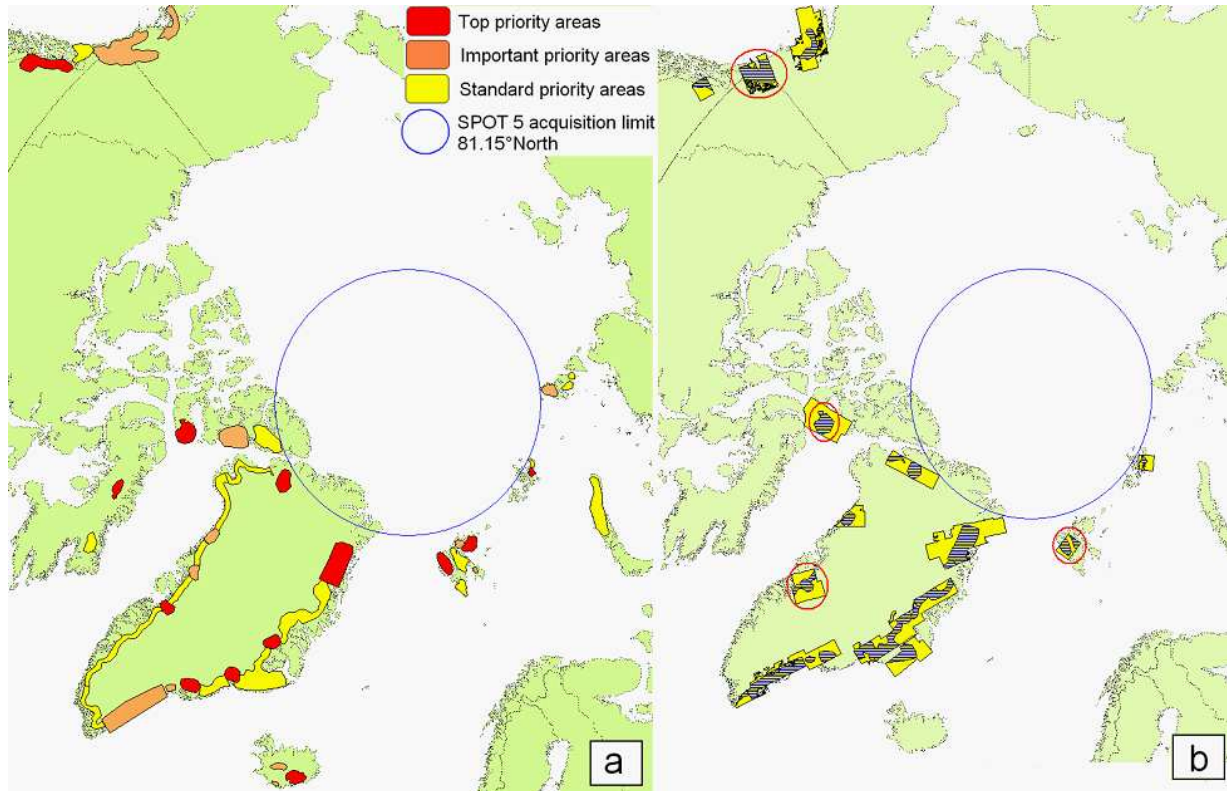 Top priority areas
Important priority areas
Standard priority areas
SPOT 5 acquisition limit
81.15°North
a
b